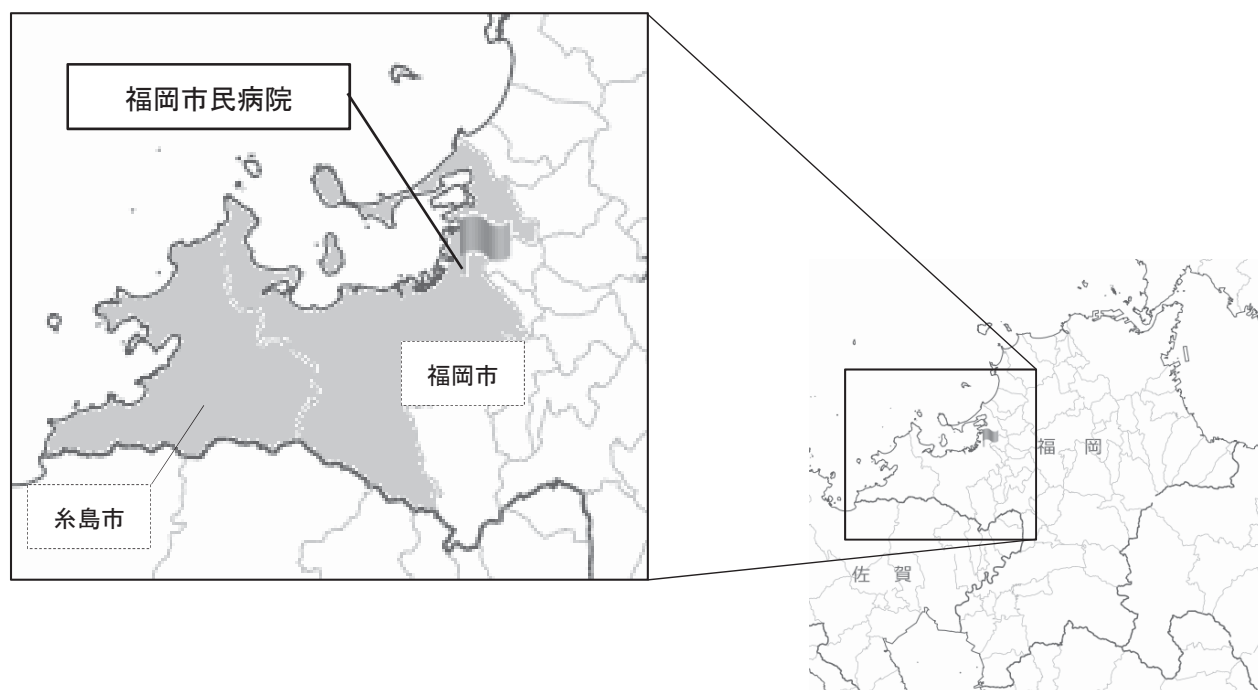 福岡市民病院
福岡市
糸島市
福 岡
佐 賀